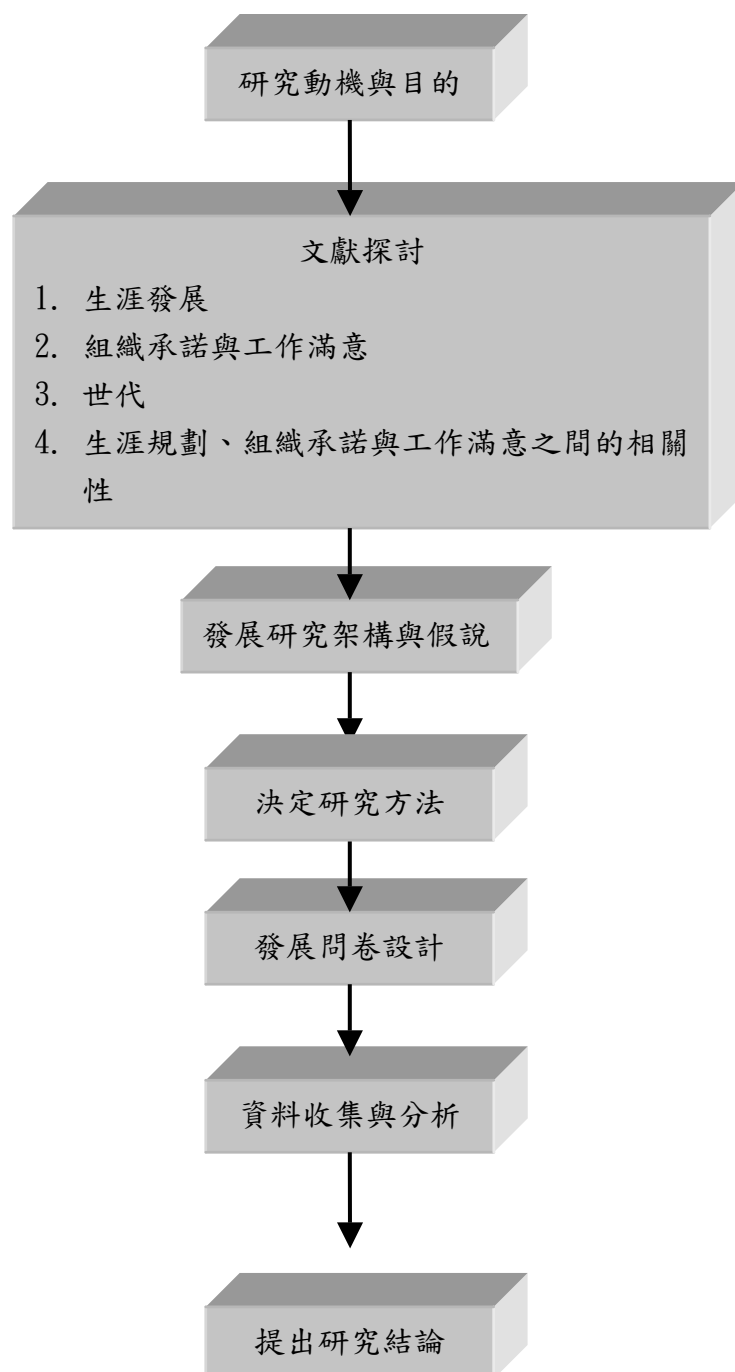 研究動機與目的
文獻探討
1. 生涯發展
2. 組織承諾與工作滿意
3. 世代
4. 生涯規劃、組織承諾與工作滿意之間的相關
性
發展研究架構與假說
決定研究方法
發展問卷設計
資料收集與分析
提出研究結論